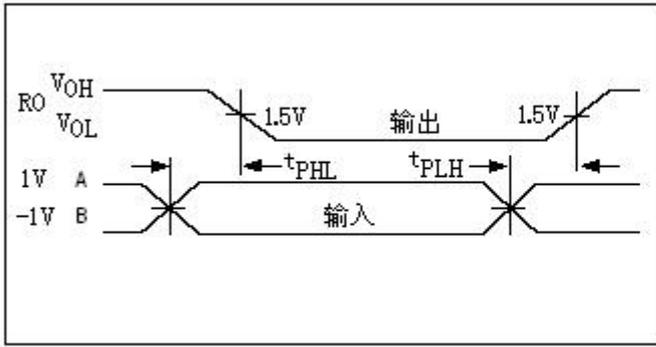 RO VOH
VOL
1.5V
输出
1.5V
tPHL
tPLH
1V A
-1V B
输入